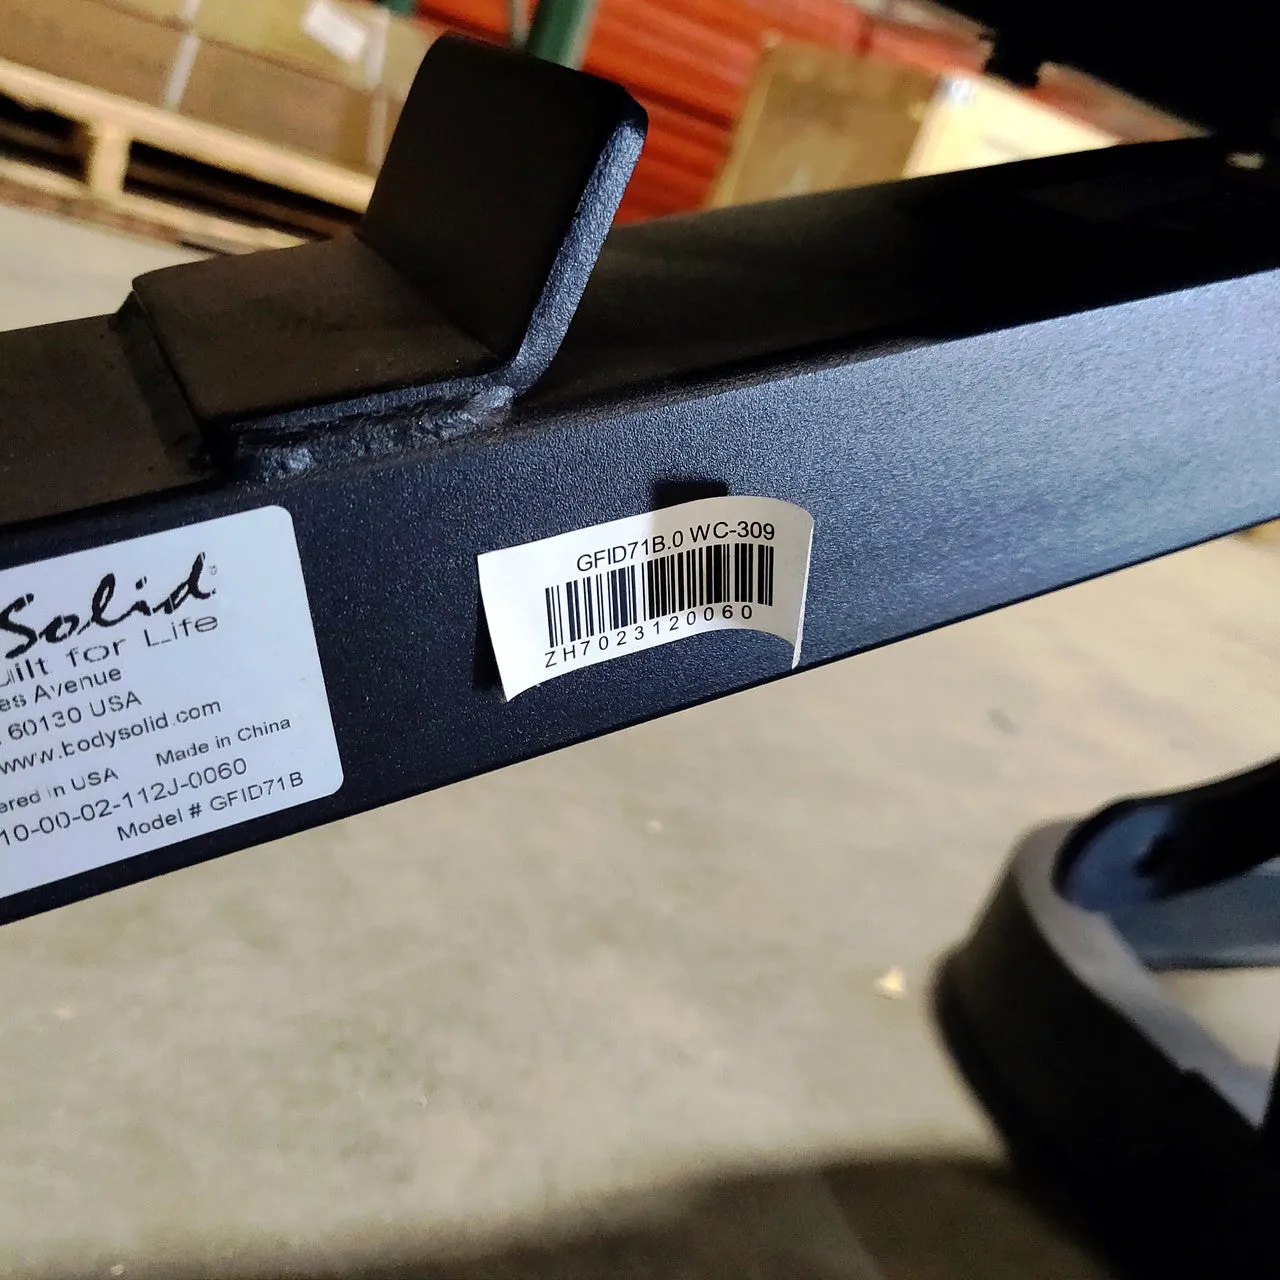 Solid
uilt for Life
es Avenue
60130 USA
www.bodysolid.com
ered in USA Made in China
10-00-02-112J-0060
Model # GFID71B
GFID71B.0 WC-309
ZH7023120060